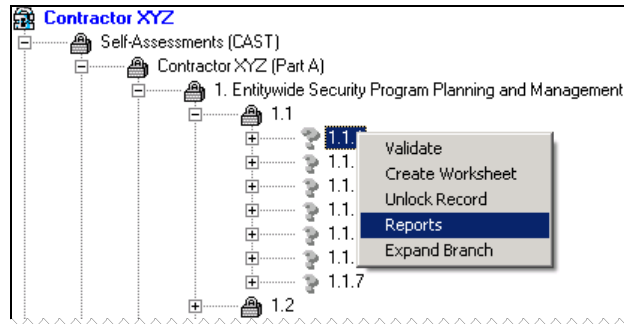 Contractor XYZ
Self-Assessments (CAST)
Contractor XYZ (Part A)
1. Entitywide Security Program Planning and Management
1.1
1.1.
1.1.
1.1.
1.1.
1.1.
1.1.
1.1.7
1.2
Validate
Create Worksheet
Unlock Record
Reports
Expand Branch